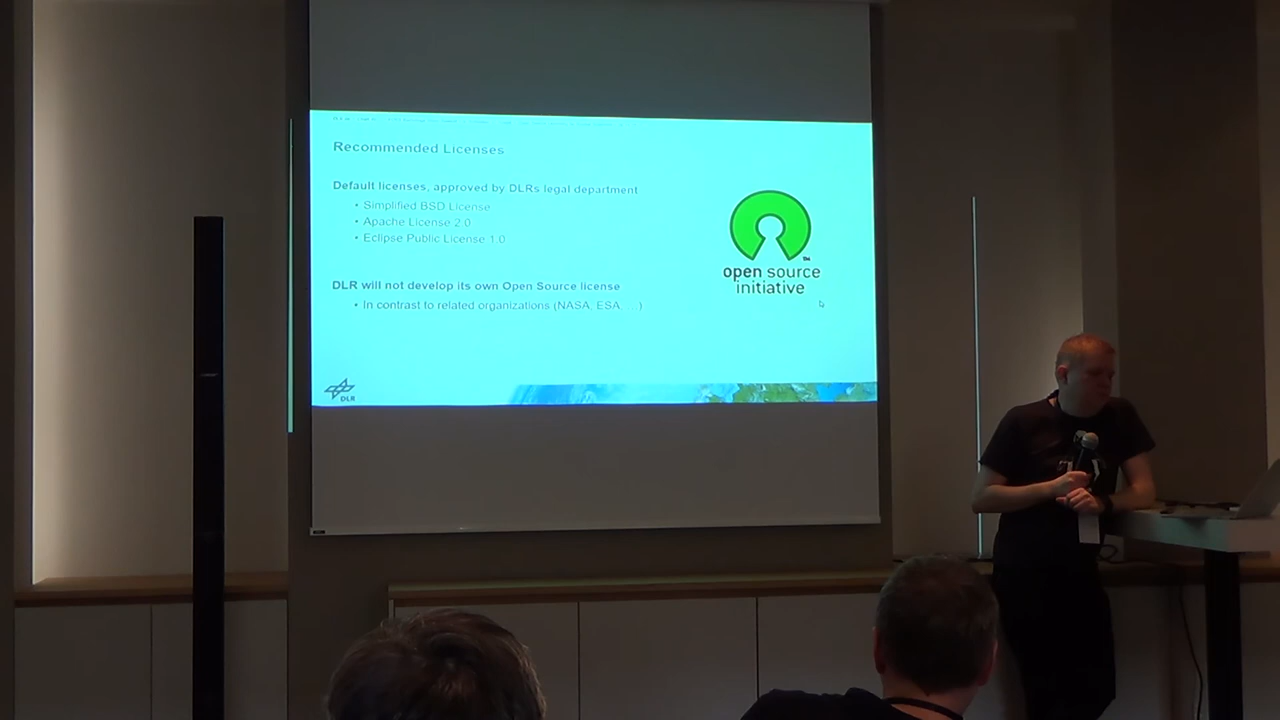 Recommended Licenses
Default licenses, approved by DLRs legal department
• Simplified BSD License
• Apache License 2.0
• Eclipse Public License 1.0
DLR will not develop its own Open Source license
• In contrast to related organizations (NASA, ESA, ...)
open source
initiative
TM
DLR